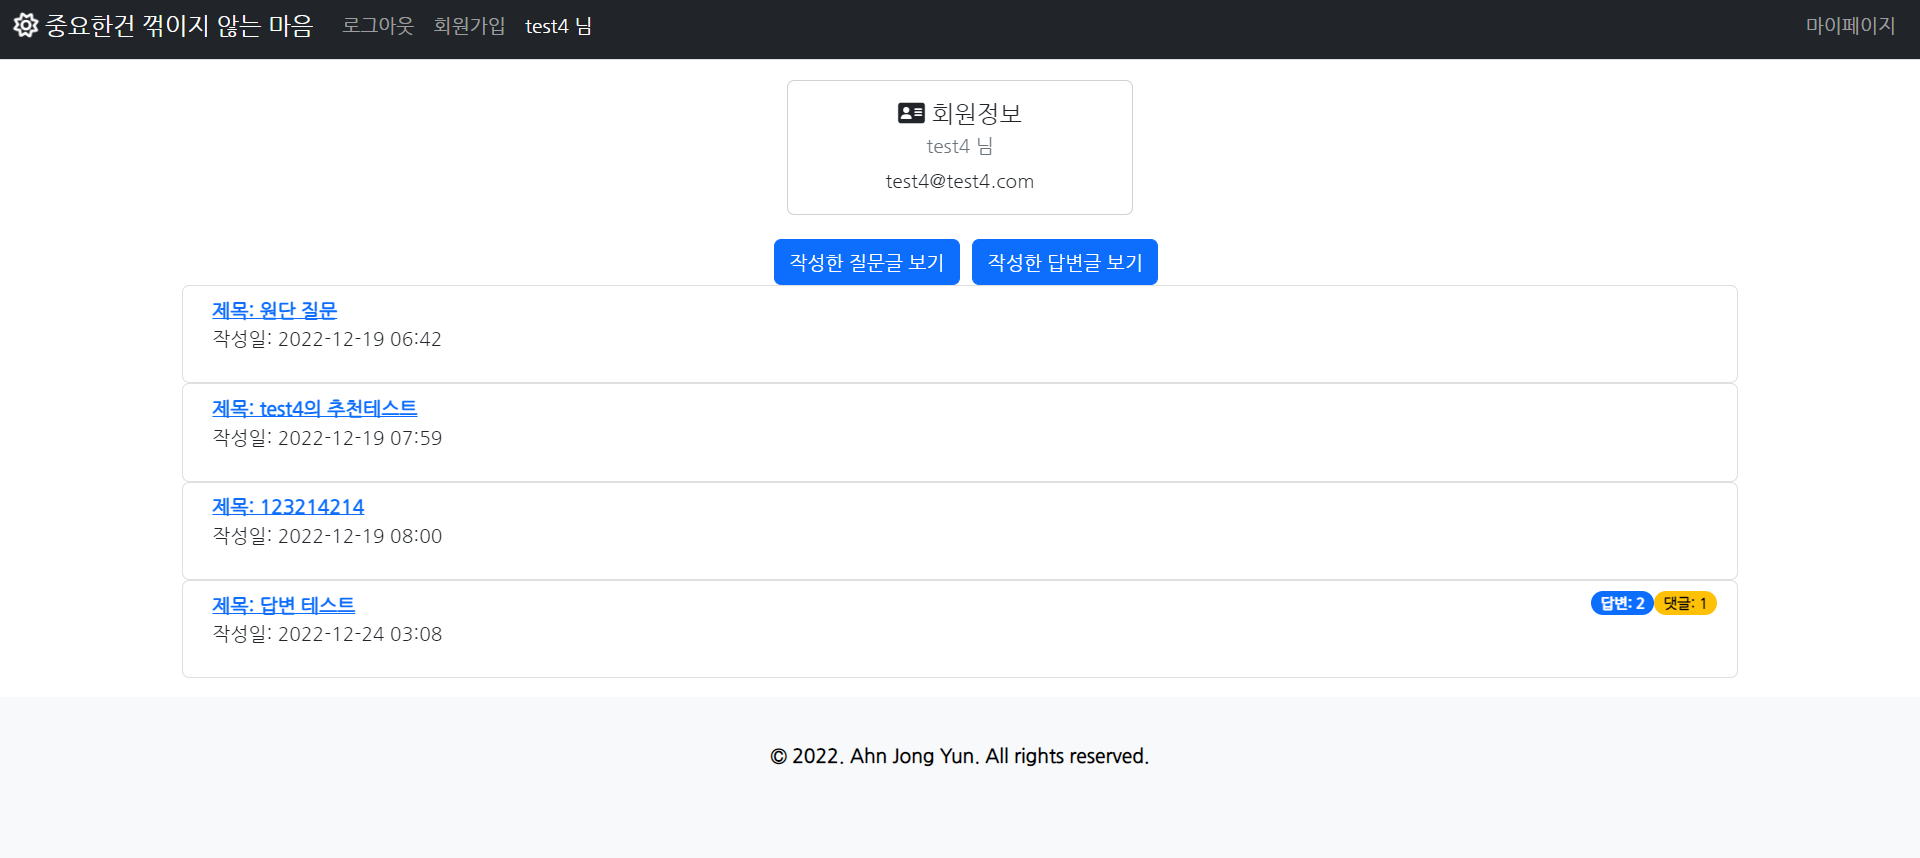 중요한건 꺾이지 않는 마음 로그아웃 회원가입 test4 님 마이페이지
회원정보
test4 님
test4@test4.com
작성한 질문글 보기 작성한 답변글 보기
제목: 원단 질문
작성일: 2022-12-19 06:42
제목: test4의 추천테스트
작성일: 2022-12-19 07:59
제목: 123214214
작성일: 2022-12-19 08:00
제목: 답변 테스트 답변: 2 댓글: 1
작성일: 2022-12-24 03:08
© 2022. Ahn Jong Yun. All rights reserved.